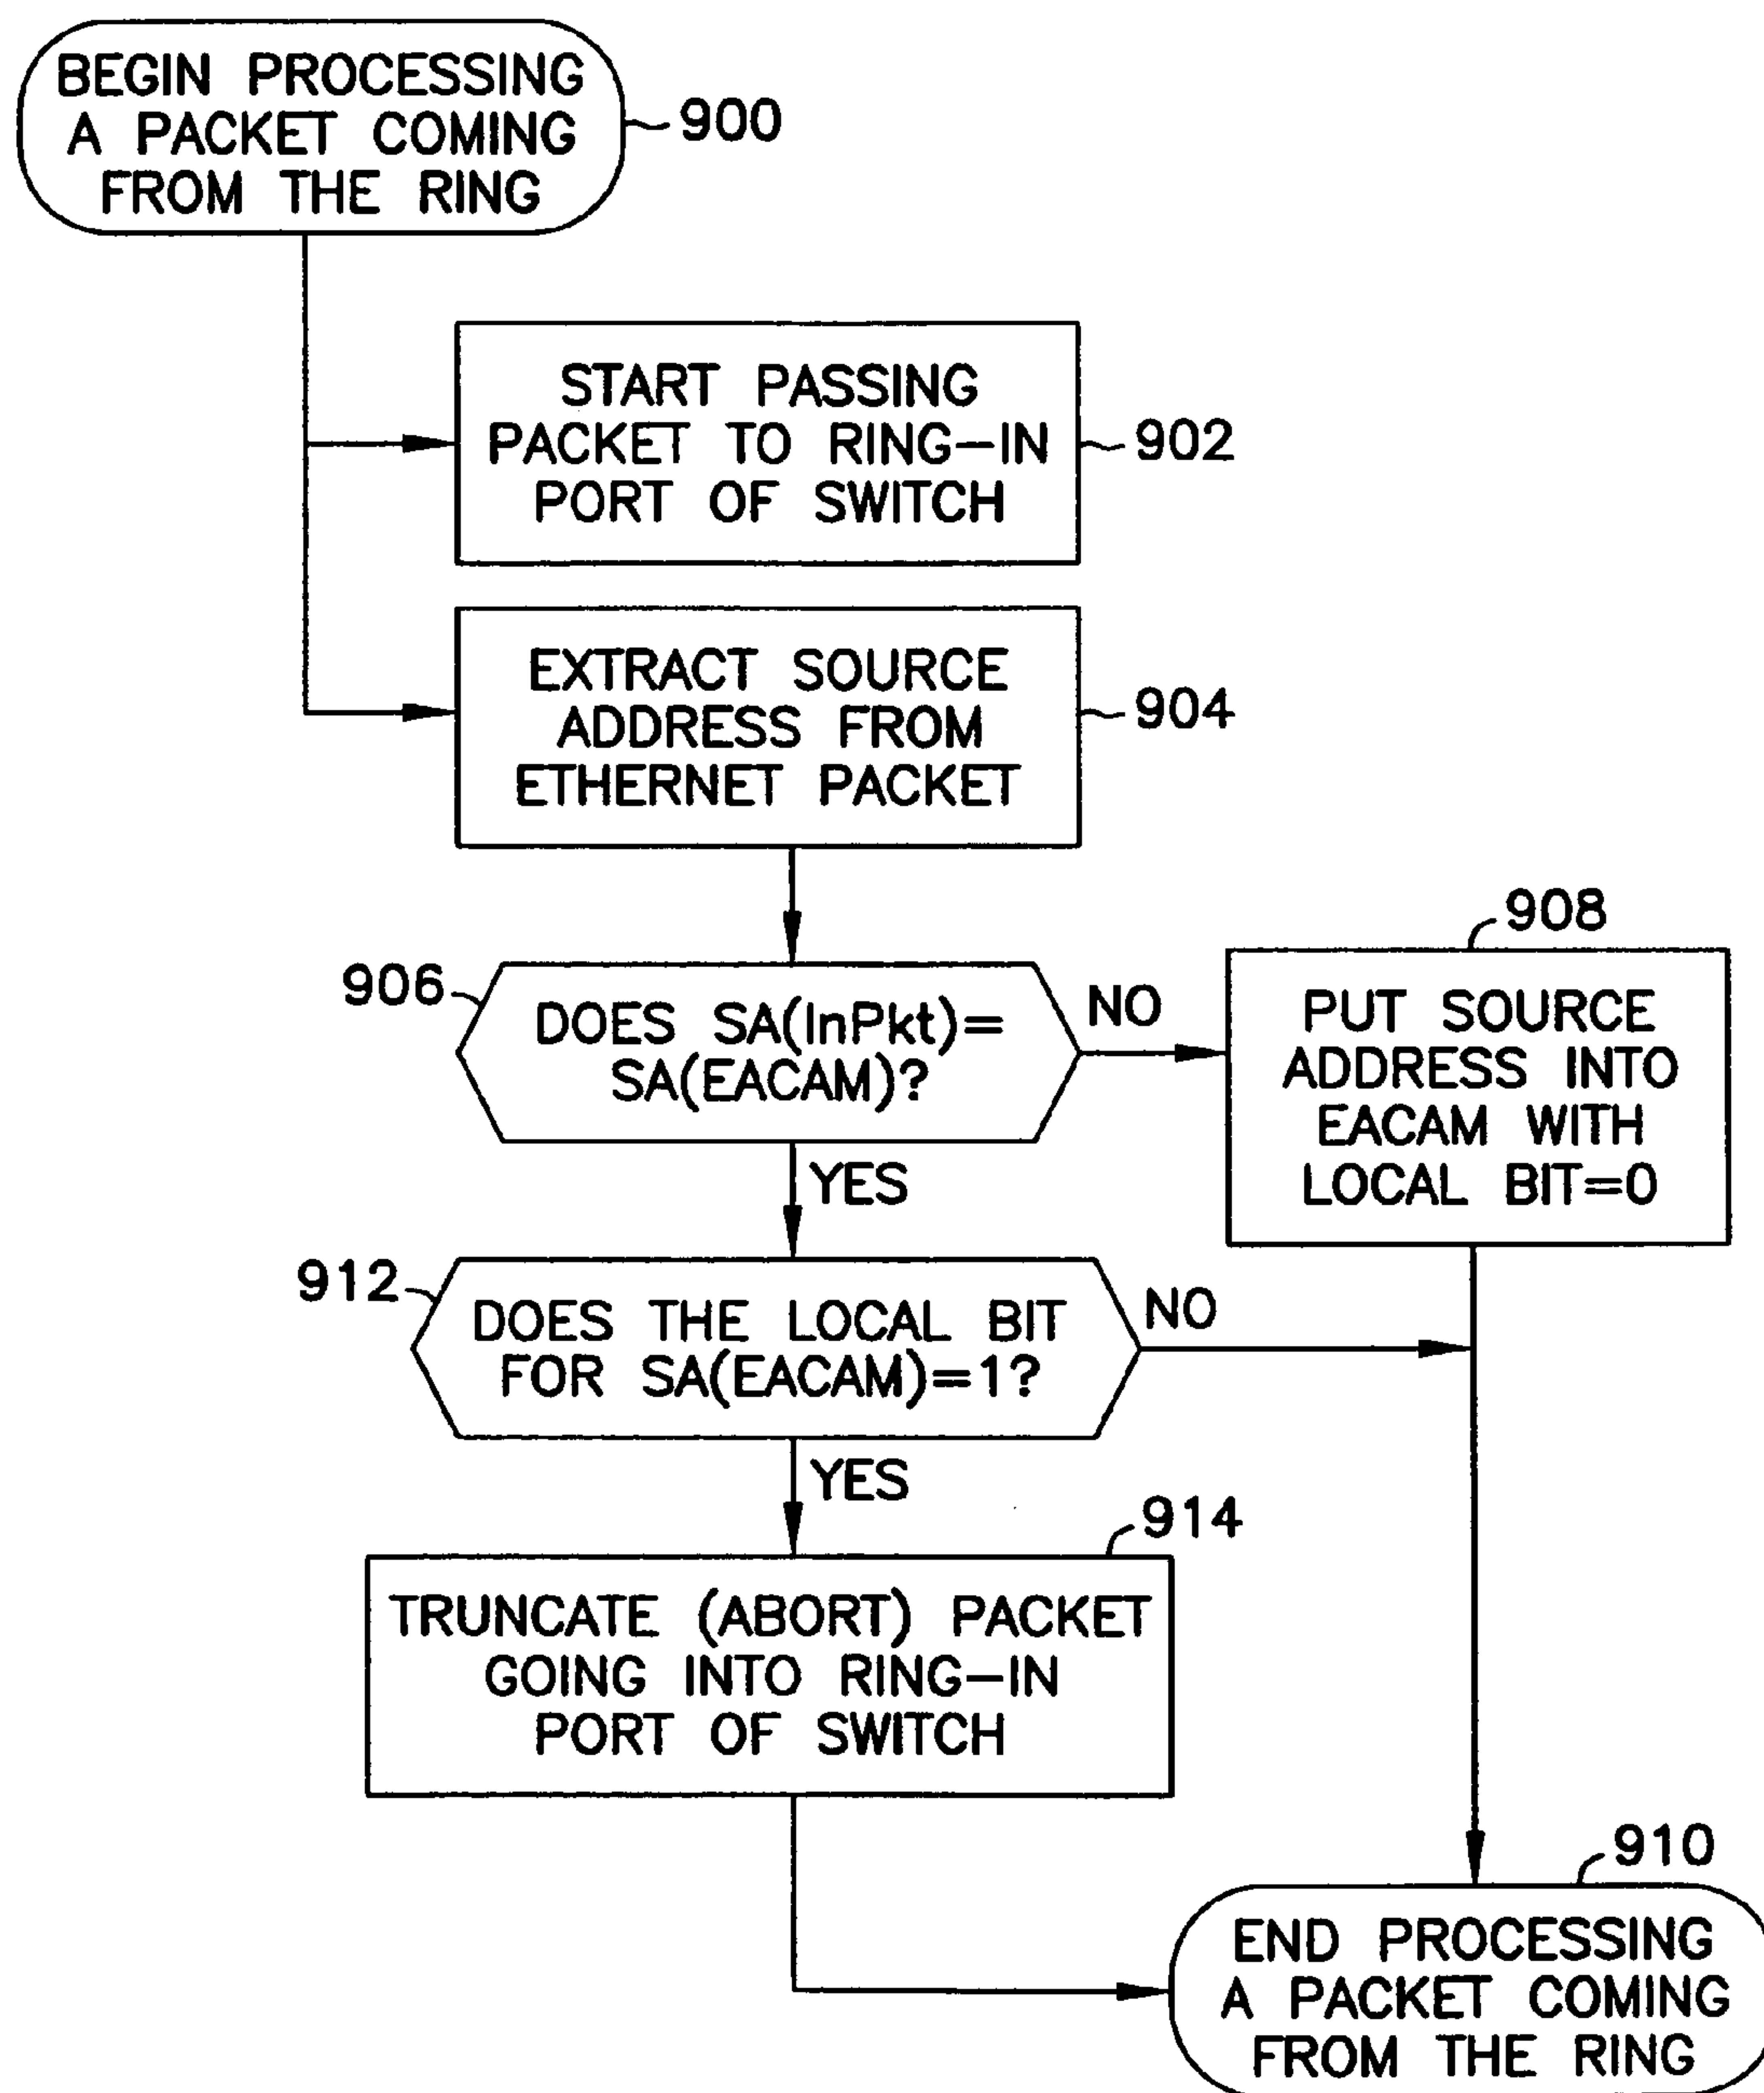 BEGIN PROCESSING
A PACKET COMING
FROM THE RING
900
START PASSING
PACKET TO RING-IN
PORT OF SWITCH
902
EXTRACT SOURCE
ADDRESS FROM
ETHERNET PACKET
904
906
DOES SA(InPkt)=
SA(EACAM)?
NO
908
PUT SOURCE
ADDRESS INTO
EACAM WITH
LOCAL BIT=0
YES
912
DOES THE LOCAL BIT
FOR SA(EACAM)=1?
NO
YES
914
TRUNCATE (ABORT) PACKET
GOING INTO RING-IN
PORT OF SWITCH
910
END PROCESSING
A PACKET COMING
FROM THE RING